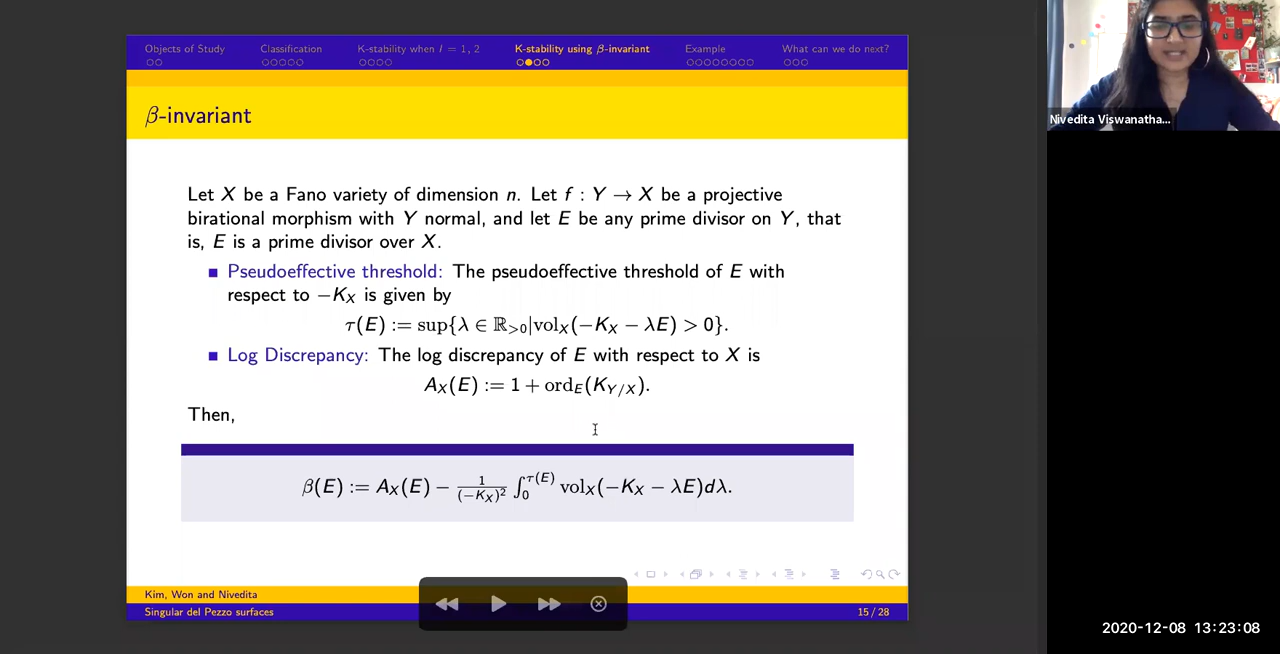 Objects of Study Classification K-stability when I = 1, 2 K-stability using β-invariant Example What can we do next?
β-invariant
Nivedita Viswanatha...
Let X be a Fano variety of dimension n. Let f : Y → X be a projective
birational morphism with Y normal, and let E be any prime divisor on Y, that
is, E is a prime divisor over X.
Pseudoeffective threshold: The pseudoeffective threshold of E with
respect to −K_X is given by
τ(E) := sup{λ ∈ ℝ_{>0}|vol_X(−K_X − λE) > 0}.
Log Discrepancy: The log discrepancy of E with respect to X is
A_X(E) := 1 + ord_E(K_{Y/X}).
Then,
β(E) := A_X(E) − \frac{1}{(−K_X)^2} ∫_0^{τ(E)} vol_X(−K_X − λE)dλ.
Kim, Won and Nivedita
Singular del Pezzo surfaces 15 / 28
2020-12-08 13:23:08